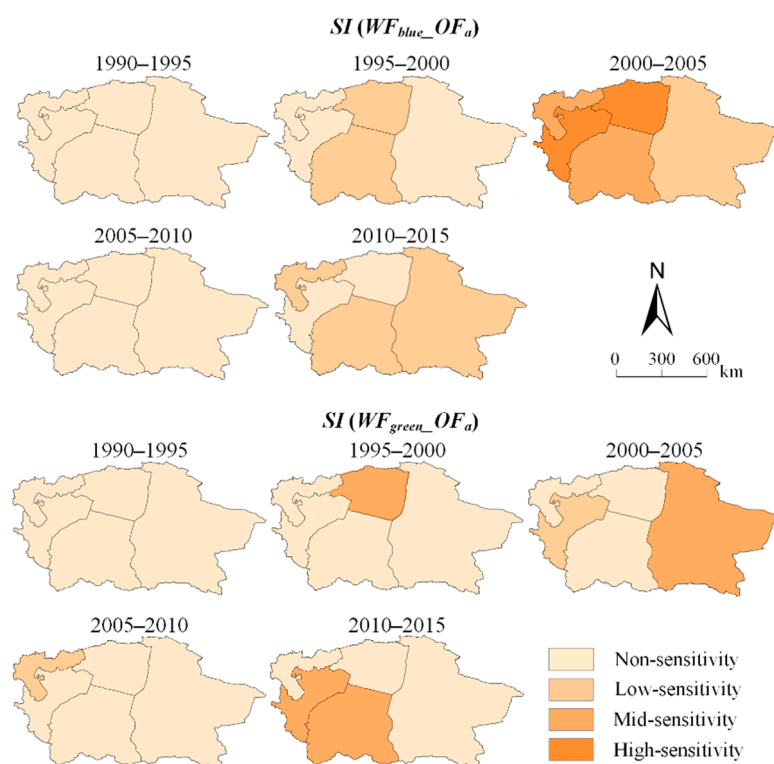 SI (WFblue_OFa)
1990–1995
1995–2000
2000–2005
2005–2010
2010–2015
N
0 300 600
km
SI (WFgreen_OFa)
1990–1995
1995–2000
2000–2005
2005–2010
2010–2015
Non-sensitivity
Low-sensitivity
Mid-sensitivity
High-sensitivity